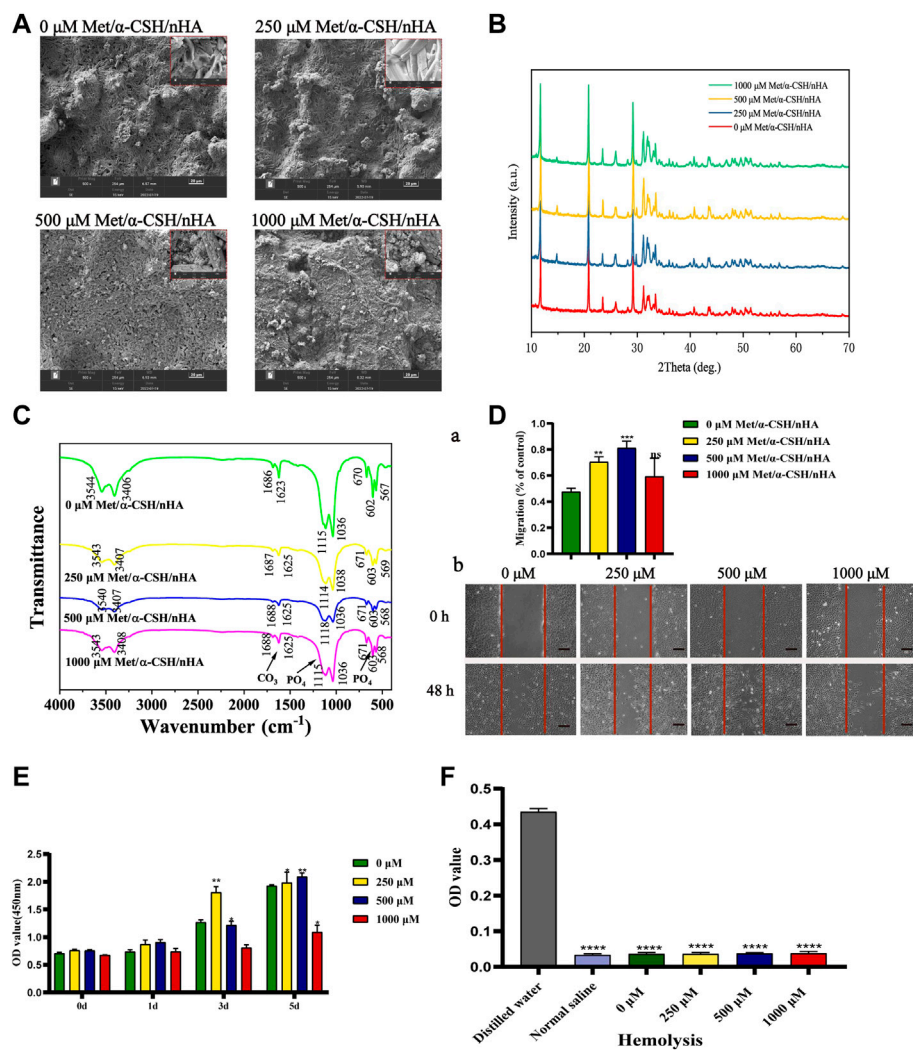 A
0 μM Met/α-CSH/nHA
250 μM Met/α-CSH/nHA
500 μM Met/α-CSH/nHA
1000 μM Met/α-CSH/nHA
20 μm
20 μm
20 μm
20 μm
B
1000 μM Met/α-CSH/nHA
500 μM Met/α-CSH/nHA
250 μM Met/α-CSH/nHA
0 μM Met/α-CSH/nHA
Intensity (a.u.)
10 20 30 40 50 60 70
2Theta (deg.)
C
Transmittance
3544 3406 1686 1623 1115 1036 670 602 567
0 μM Met/α-CSH/nHA
3543 3407 1687 1625 1114 1038 671 603 569
250 μM Met/α-CSH/nHA
3540 3407 1688 1625 1118 1036 671 603 568
500 μM Met/α-CSH/nHA
3543 3408 1688 1625 1115 1036 671 603 568
1000 μM Met/α-CSH/nHA
CO3 PO4 PO4
4000 3500 3000 2500 2000 1500 1000 500
Wavenumber (cm-1)
a
D
Migration (% of control)
1.0
0.8
0.6
0.4
0.2
0.0
** *** ns
0 μM Met/α-CSH/nHA
250 μM Met/α-CSH/nHA
500 μM Met/α-CSH/nHA
1000 μM Met/α-CSH/nHA
b
0 μM 250 μM 500 μM 1000 μM
0 h
48 h
E
OD value(450nm)
2.5
2.0
1.5
1.0
0.5
0.0
** * * ** *
0d 1d 3d 5d
0 μM
250 μM
500 μM
1000 μM
F
OD value
0.5
0.4
0.3
0.2
0.1
0.0
**** **** **** **** ****
Distilled water Normal saline 0 μM 250 μM 500 μM 1000 μM
Hemolysis